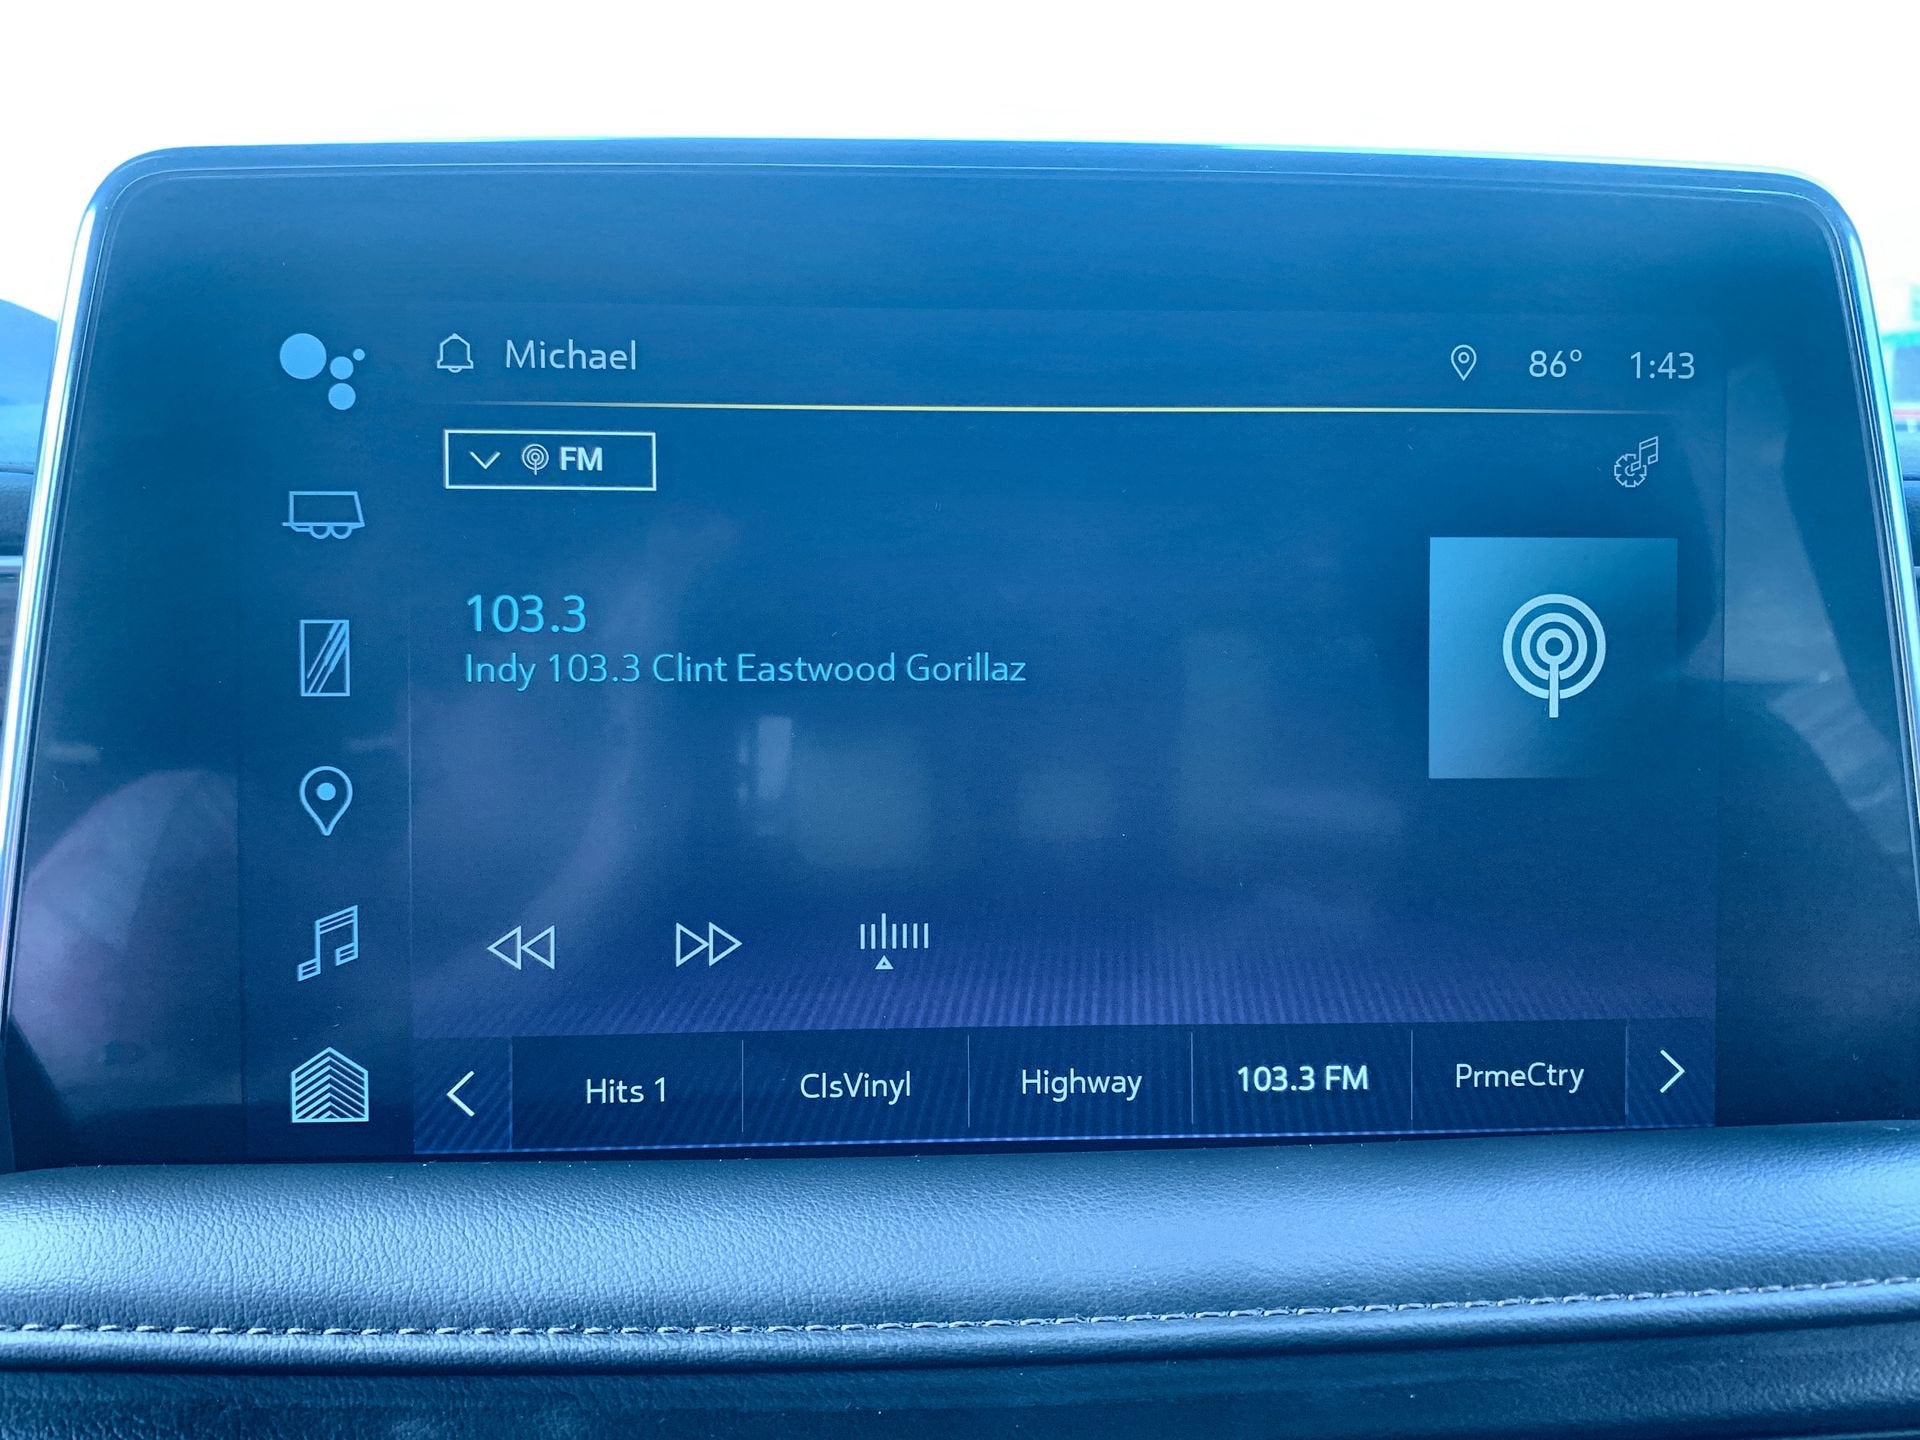 Michael
86° 1:43
FM
103.3
Indy 103.3 Clint Eastwood Gorillaz
Hits 1 ClsVinyl Highway 103.3 FM PrmeCtry